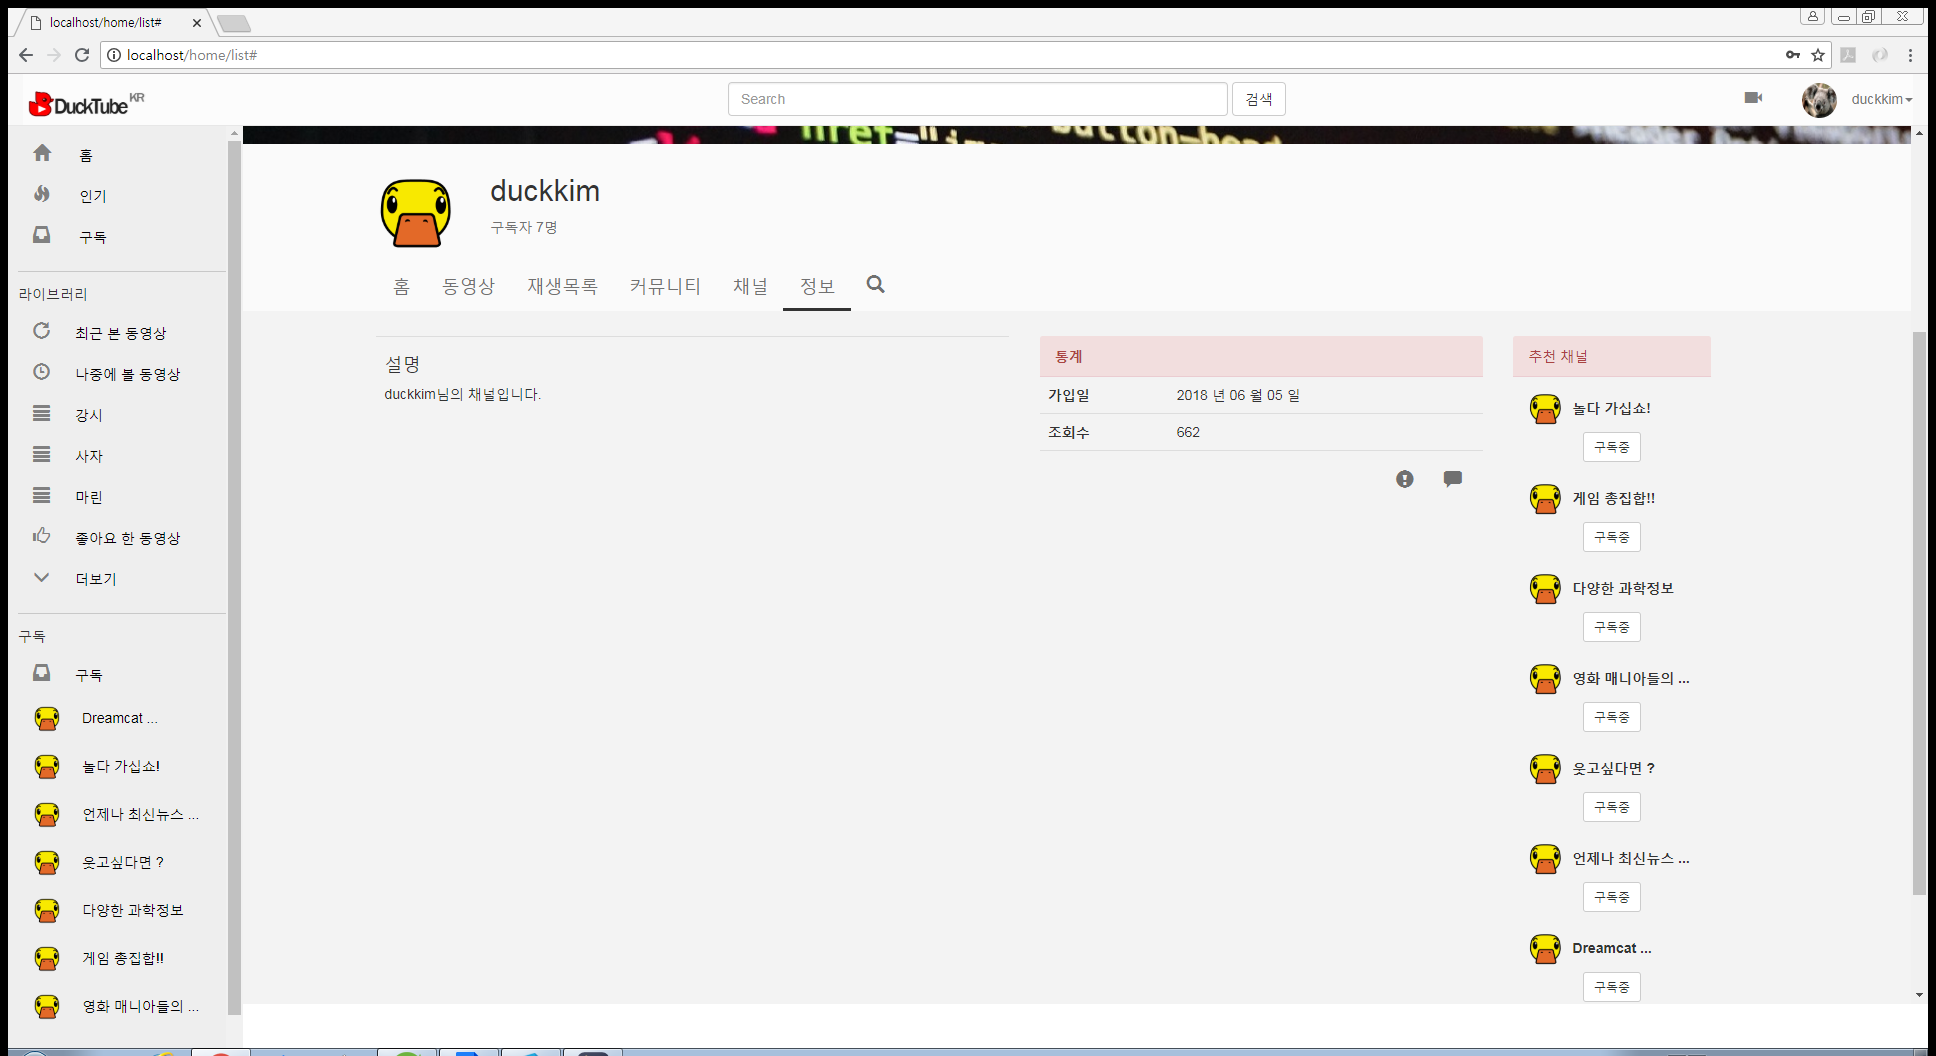 localhost/home/list#
localhost/home/list#
DuckTube KR
Search
검색
duckkim
홈
인기
구독
라이브러리
최근 본 동영상
나중에 볼 동영상
강시
사자
마린
좋아요 한 동영상
더보기
구독
구독
Dreamcat ...
놀다 가십쇼!
언제나 최신뉴스 ...
웃고싶다면 ?
다양한 과학정보
게임 총집합!!
영화 매니아들의 ...
duckkim
구독자 7명
홈 동영상 재생목록 커뮤니티 채널 정보
설명
duckkim님의 채널입니다.
통계
가입일 2018 년 06 월 05 일
조회수 662
추천 채널
놀다 가십쇼!
구독중
게임 총집합!!
구독중
다양한 과학정보
구독중
영화 매니아들의 ...
구독중
웃고싶다면 ?
구독중
언제나 최신뉴스 ...
구독중
Dreamcat ...
구독중